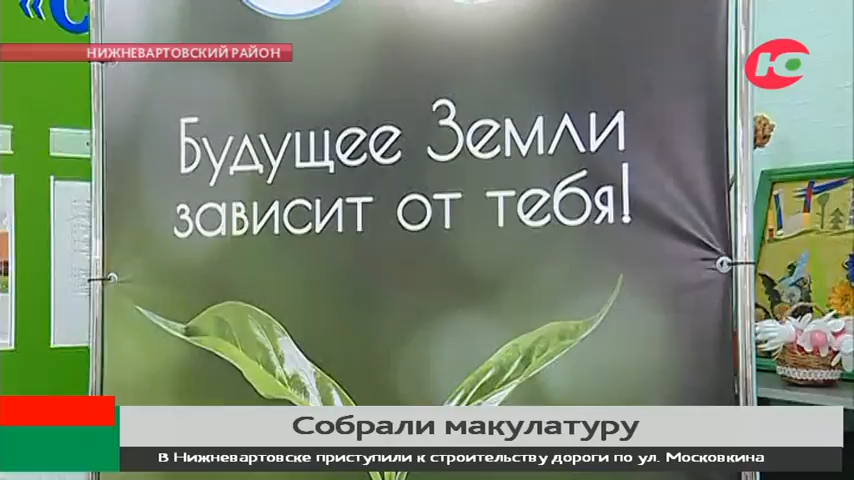 «С
НИЖНЕВАРТОВСКИЙ РАЙОН
Ю
Будущее Земли
зависит от тебя!
Собрали макулатуру
В Нижневартовске приступили к строительству дороги по ул. Московкина